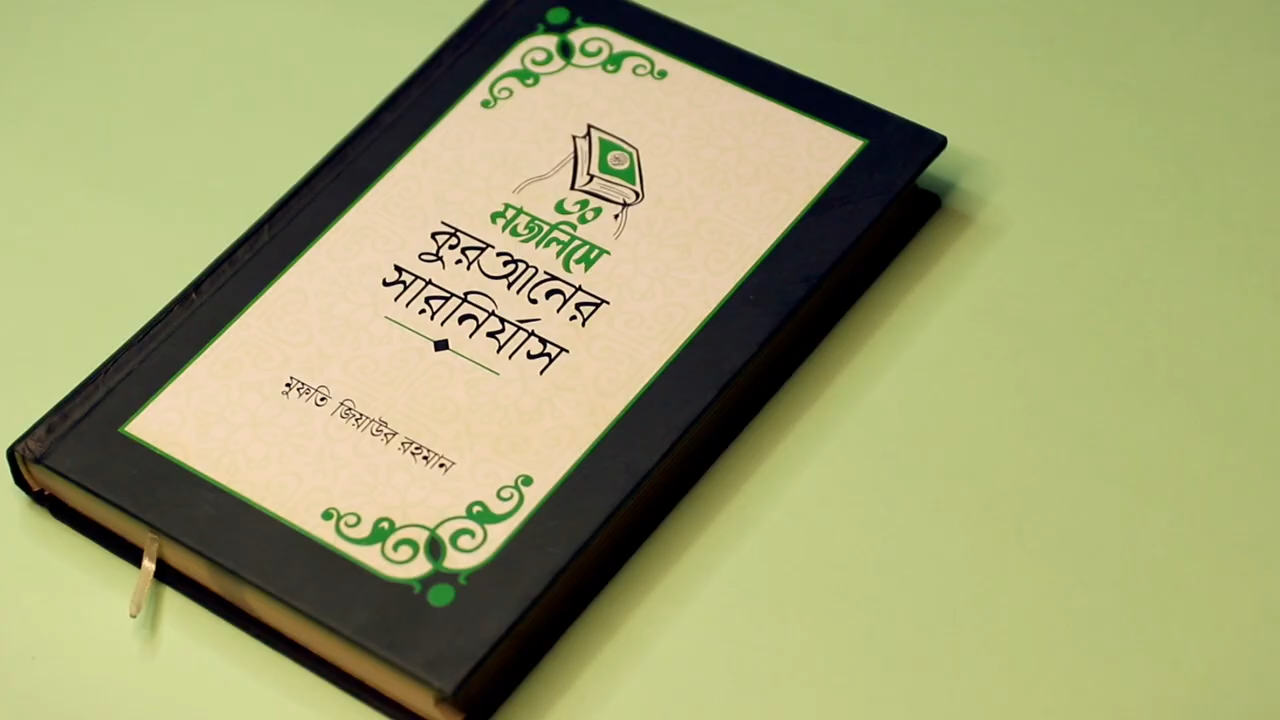 ৩০
মজলিসে
কুরআনের
সারনির্যাস
মুফতি জিয়াউর রহমান